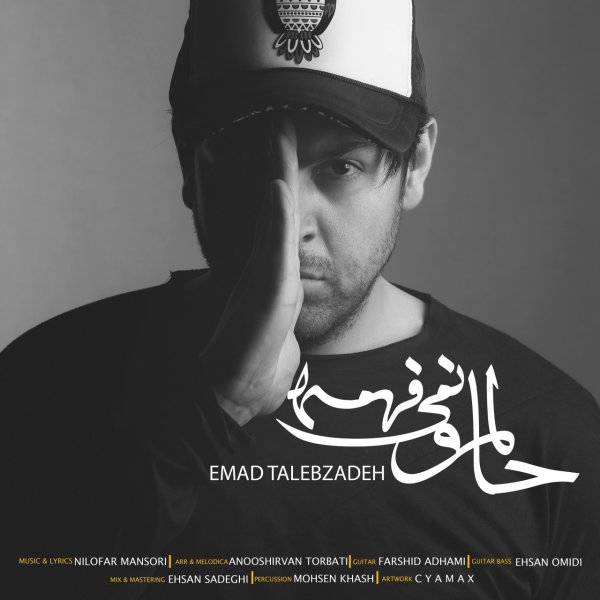 حالمو نمی فهمه
EMAD TALEBZADEH
MUSIC & LYRICS NILOFAR MANSORI | ARR & MELODICA ANOOSHIRVAN TORBATI | GUITAR FARSHID ADHAMI | GUITAR BASS EHSAN OMIDI
MIX & MASTERING EHSAN SADEGHI | PERCUSSION MOHSEN KHASH | ARTWORK CYAMAX